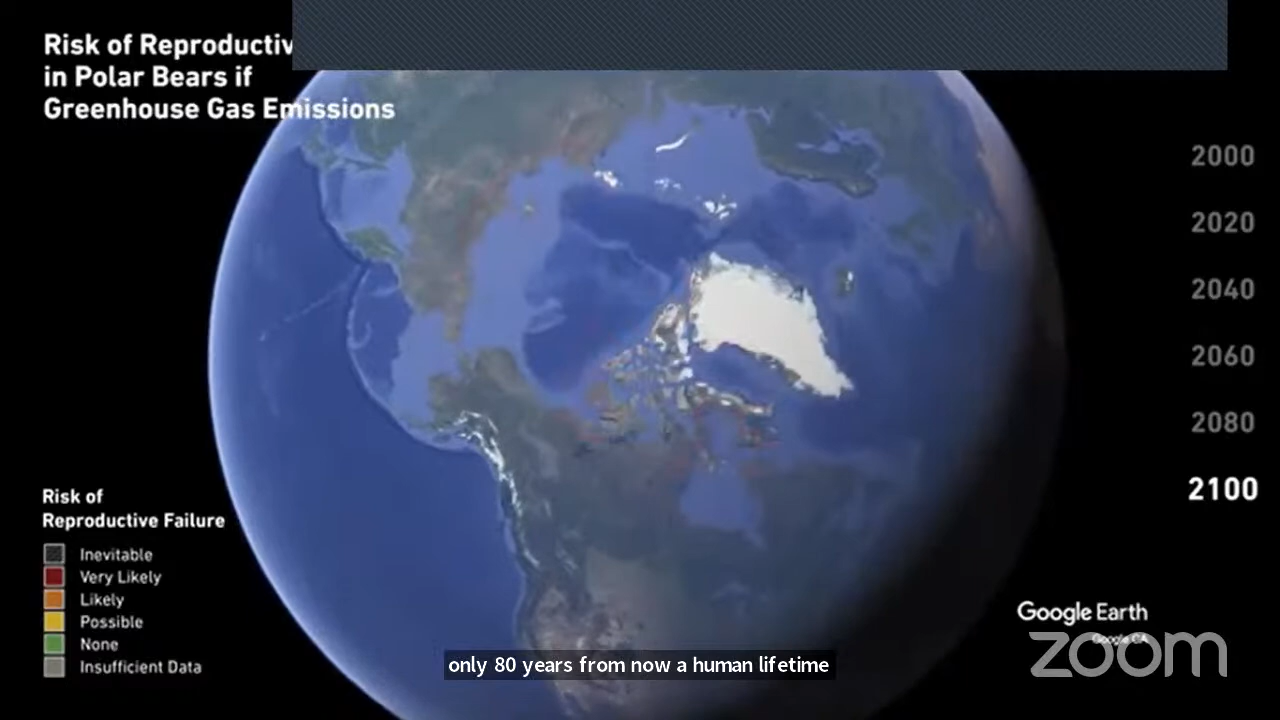 Risk of Reproductiv
in Polar Bears if
Greenhouse Gas Emissions
2000
2020
2040
2060
2080
2100
Risk of
Reproductive Failure
Inevitable
Very Likely
Likely
Possible
None
Insufficient Data
Google Earth
zoom
only 80 years from now a human lifetime